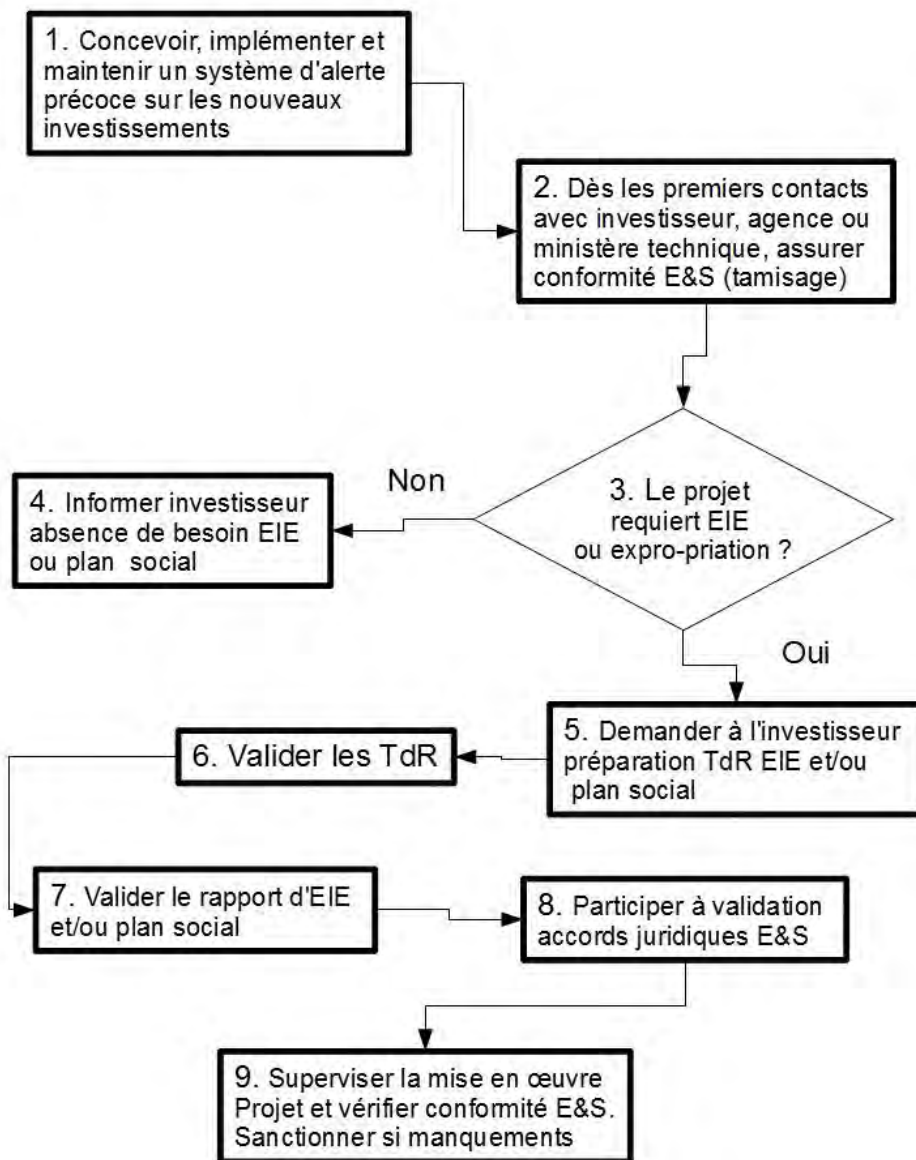 1. Concevoir, implémenter et
maintenir un système d'alerte
précoce sur les nouveaux
investissements
2. Dès les premiers contacts
avec investisseur, agence ou
ministère technique, assurer
conformité E&S (tamisage)
3. Le projet
requiert EIE
ou expro-priation ?
Non
4. Informer investisseur
absence de besoin EIE
ou plan social
Oui
5. Demander à l'investisseur
préparation TdR EIE et/ou
plan social
6. Valider les TdR
7. Valider le rapport d'EIE
et/ou plan social
8. Participer à validation
accords juridiques E&S
9. Superviser la mise en œuvre
Projet et vérifier conformité E&S.
Sanctionner si manquements